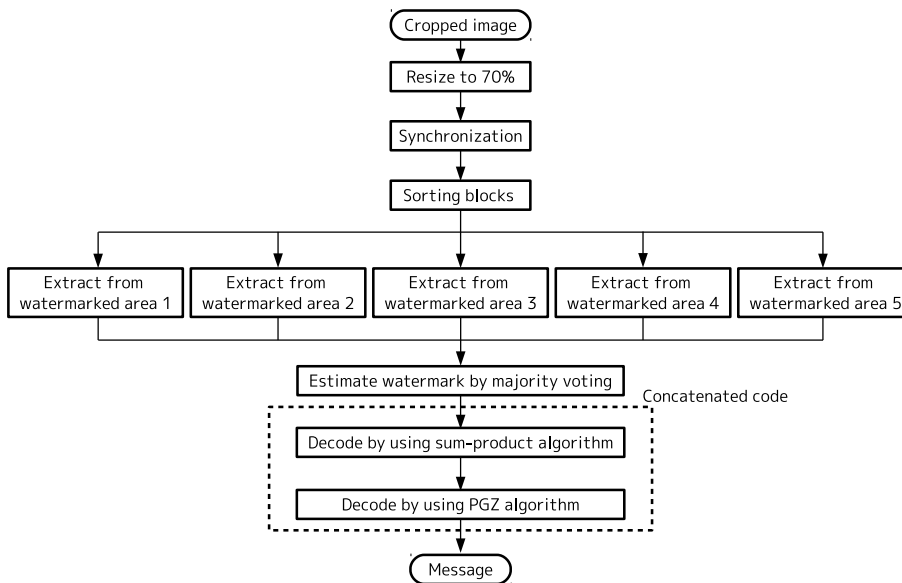 Cropped image
Resize to 70%
Synchronization
Sorting blocks
Extract from
watermarked area 1
Extract from
watermarked area 2
Extract from
watermarked area 3
Extract from
watermarked area 4
Extract from
watermarked area 5
Estimate watermark by majority voting
Concatenated code
Decode by using sum-product algorithm
Decode by using PGZ algorithm
Message